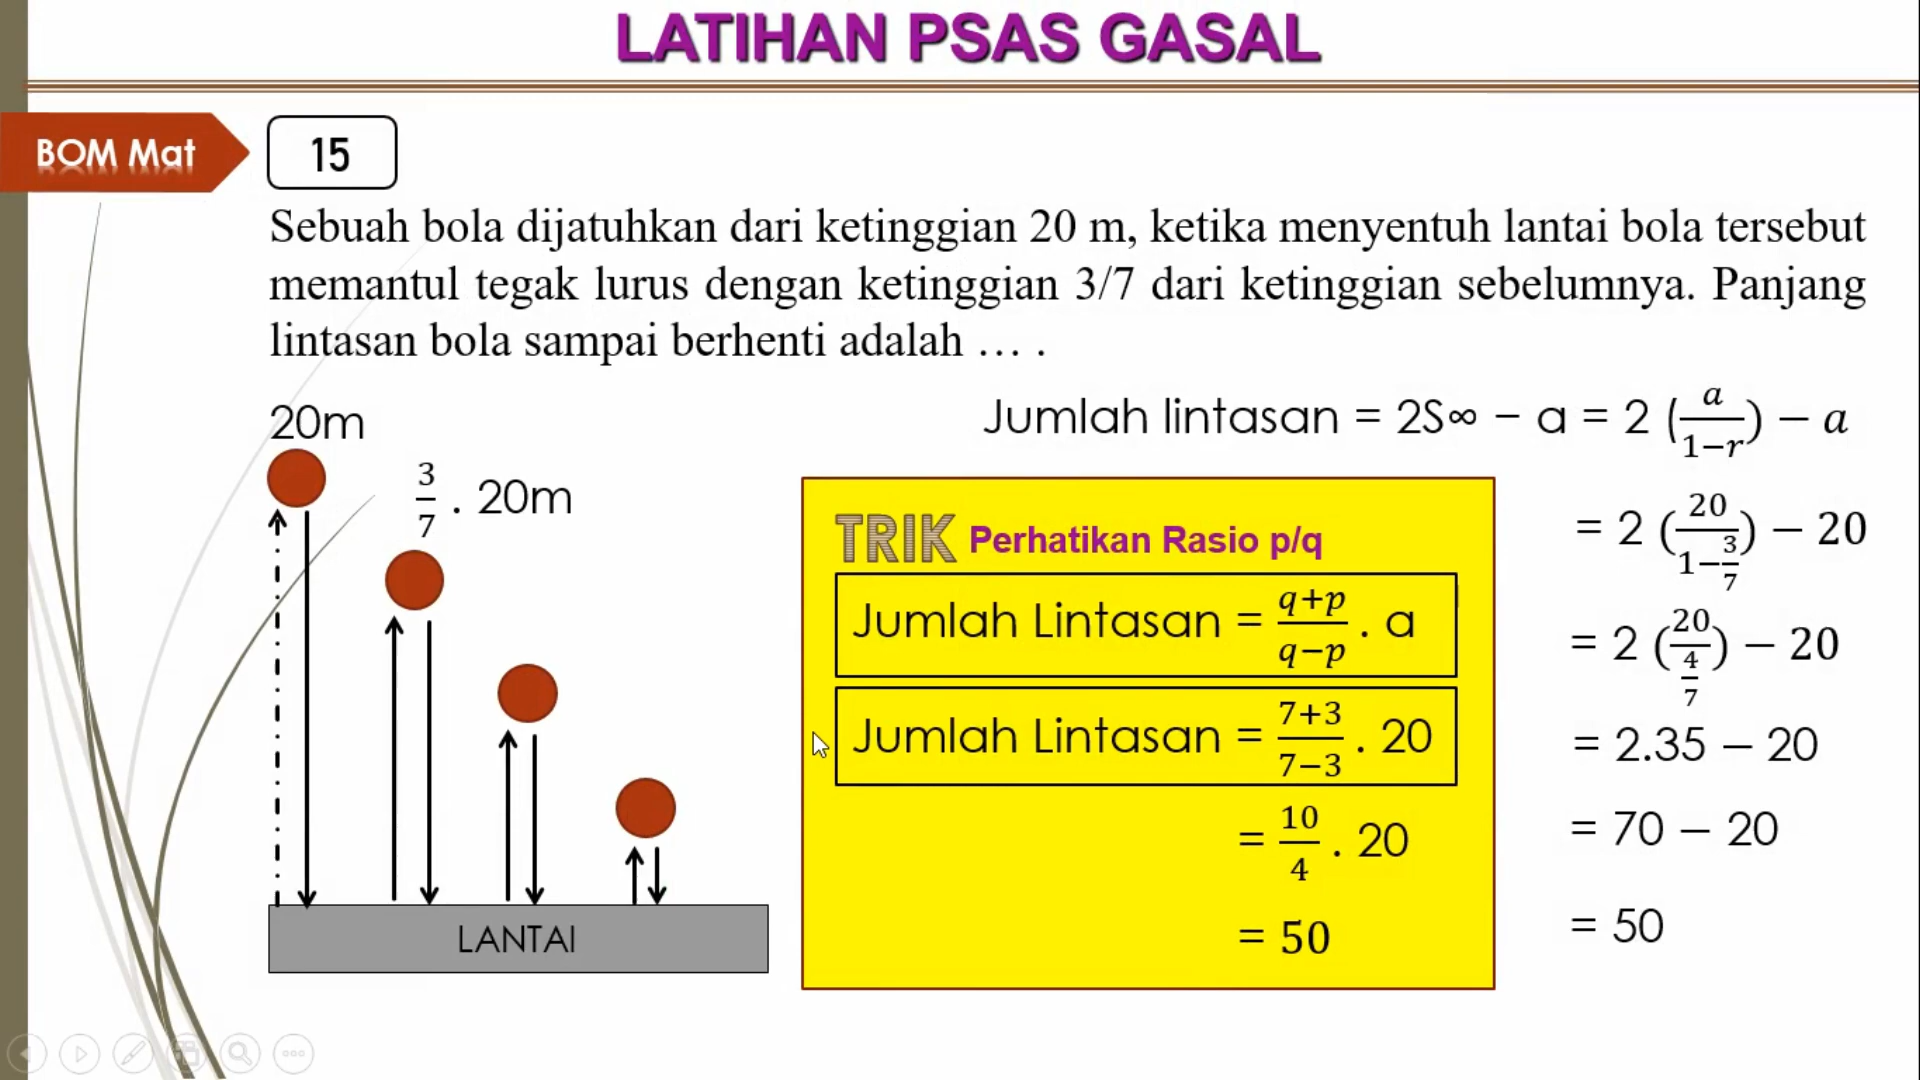 LATIHAN PSAS GASAL
BOM Mat
15
Sebuah bola dijatuhkan dari ketinggian 20 m, ketika menyentuh lantai bola tersebut
memantul tegak lurus dengan ketinggian 3/7 dari ketinggian sebelumnya. Panjang
lintasan bola sampai berhenti adalah … .
20m
3/7 . 20m
LANTAI
Jumlah lintasan = 2S∞ − a = 2 (a/(1−r)) − a
= 2 (20/(1−3/7)) − 20
= 2 (20/(4/7)) − 20
= 2.35 – 20
= 70 – 20
= 50
TRIK Perhatikan Rasio p/q
Jumlah Lintasan = (q+p)/(q−p) . a
Jumlah Lintasan = (7+3)/(7−3) . 20
= 10/4 . 20
= 50